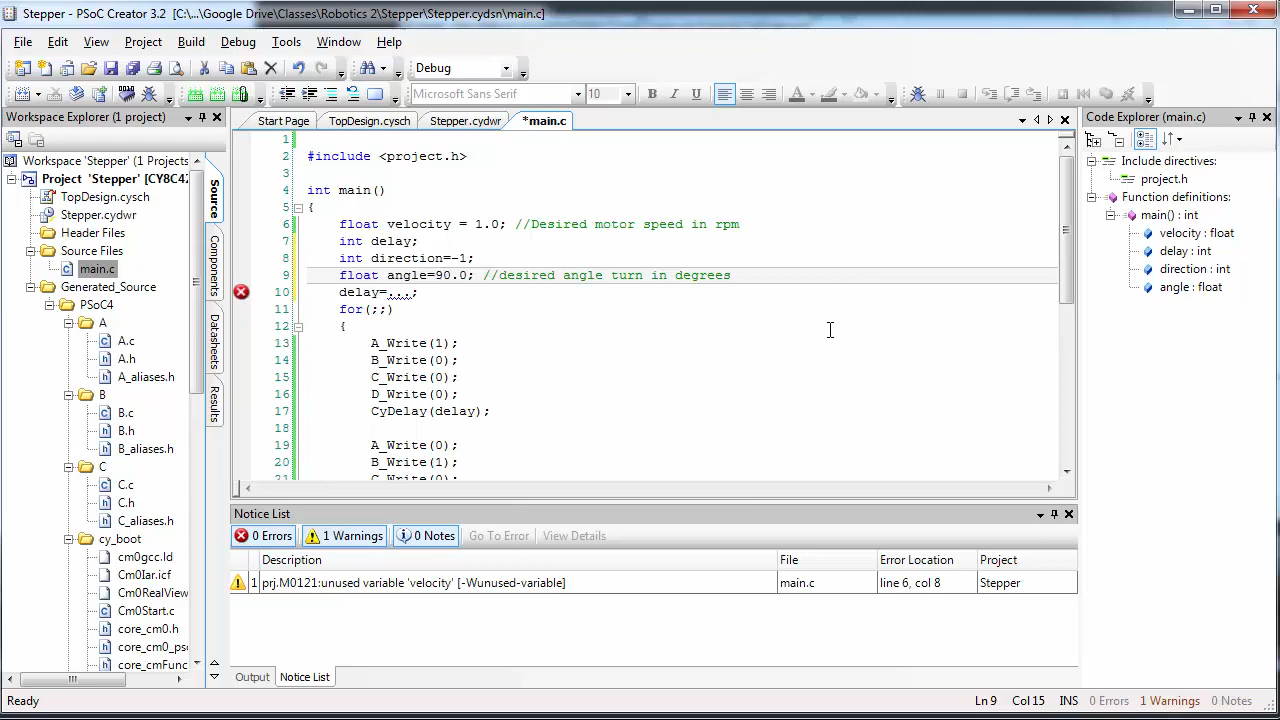 Stepper - PSoC Creator 3.2 [C:\...\Google Drive\Classes\Robotics 2\Stepper\Stepper.cydsn\main.c]
File Edit View Project Build Debug Tools Window Help
Debug
Microsoft Sans Serif 10 B I U
Workspace Explorer (1 project)
Start Page TopDesign.cysch Stepper.cydwr *main.c
Code Explorer (main.c)
Workspace 'Stepper' (1 Projects
Project 'Stepper' [CY8C42
TopDesign.cysch
Stepper.cydwr
Header Files
Source Files
main.c
Generated_Source
PSoC4
A
A.c
A.h
A_aliases.h
B
B.c
B.h
B_aliases.h
C
C.c
C.h
C_aliases.h
cy_boot
cm0gcc.ld
Cm0Iar.icf
Cm0RealView
Cm0Start.c
core_cm0.h
core_cm0_psc
core_cmFunc
Source
Components
Datasheets
Results
1
2 #include <project.h>
3
4 int main()
5 {
6 float velocity = 1.0; //Desired motor speed in rpm
7 int delay;
8 int direction=-1;
9 float angle=90.0; //desired angle turn in degrees
10 delay=....;
11 for(;;)
12 {
13 A_Write(1);
14 B_Write(0);
15 C_Write(0);
16 D_Write(0);
17 CyDelay(delay);
18
19 A_Write(0);
20 B_Write(1);
21 C_Write(0);
Include directives:
project.h
Function definitions:
main() : int
velocity : float
delay : int
direction : int
angle : float
Notice List
0 Errors 1 Warnings 0 Notes Go To Error View Details
Description File Error Location Project
1 prj.M0121:unused variable 'velocity' [-Wunused-variable] main.c line 6, col 8 Stepper
Output Notice List
Ready Ln 9 Col 15 INS 0 Errors 1 Warnings 0 Notes